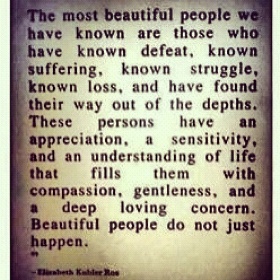 The most beautiful people we
have known are those who
have known defeat, known
suffering, known struggle,
known loss, and have found
their way out of the depths.
These persons have an
appreciation, a sensitivity,
and an understanding of life
that fills them with
compassion, gentleness, and
a deep loving concern.
Beautiful people do not just
happen.
"
-Elizabeth Kubler Ros